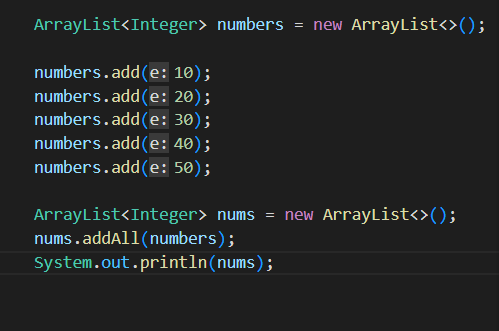 ArrayList<Integer> numbers = new ArrayList<>();
numbers.add(e: 10);
numbers.add(e: 20);
numbers.add(e: 30);
numbers.add(e: 40);
numbers.add(e: 50);
ArrayList<Integer> nums = new ArrayList<>();
nums.addAll(numbers);
System.out.println(nums);